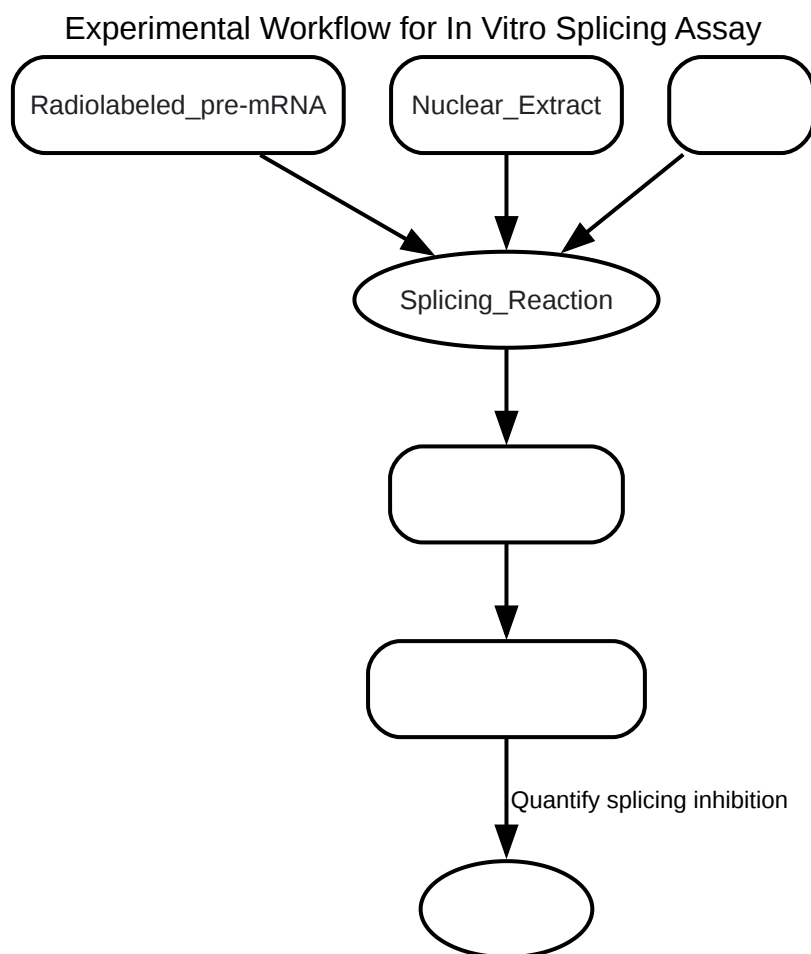 Experimental Workflow for In Vitro Splicing Assay
Radiolabeled_pre-mRNA
Nuclear_Extract
Splicing_Reaction
Quantify splicing inhibition